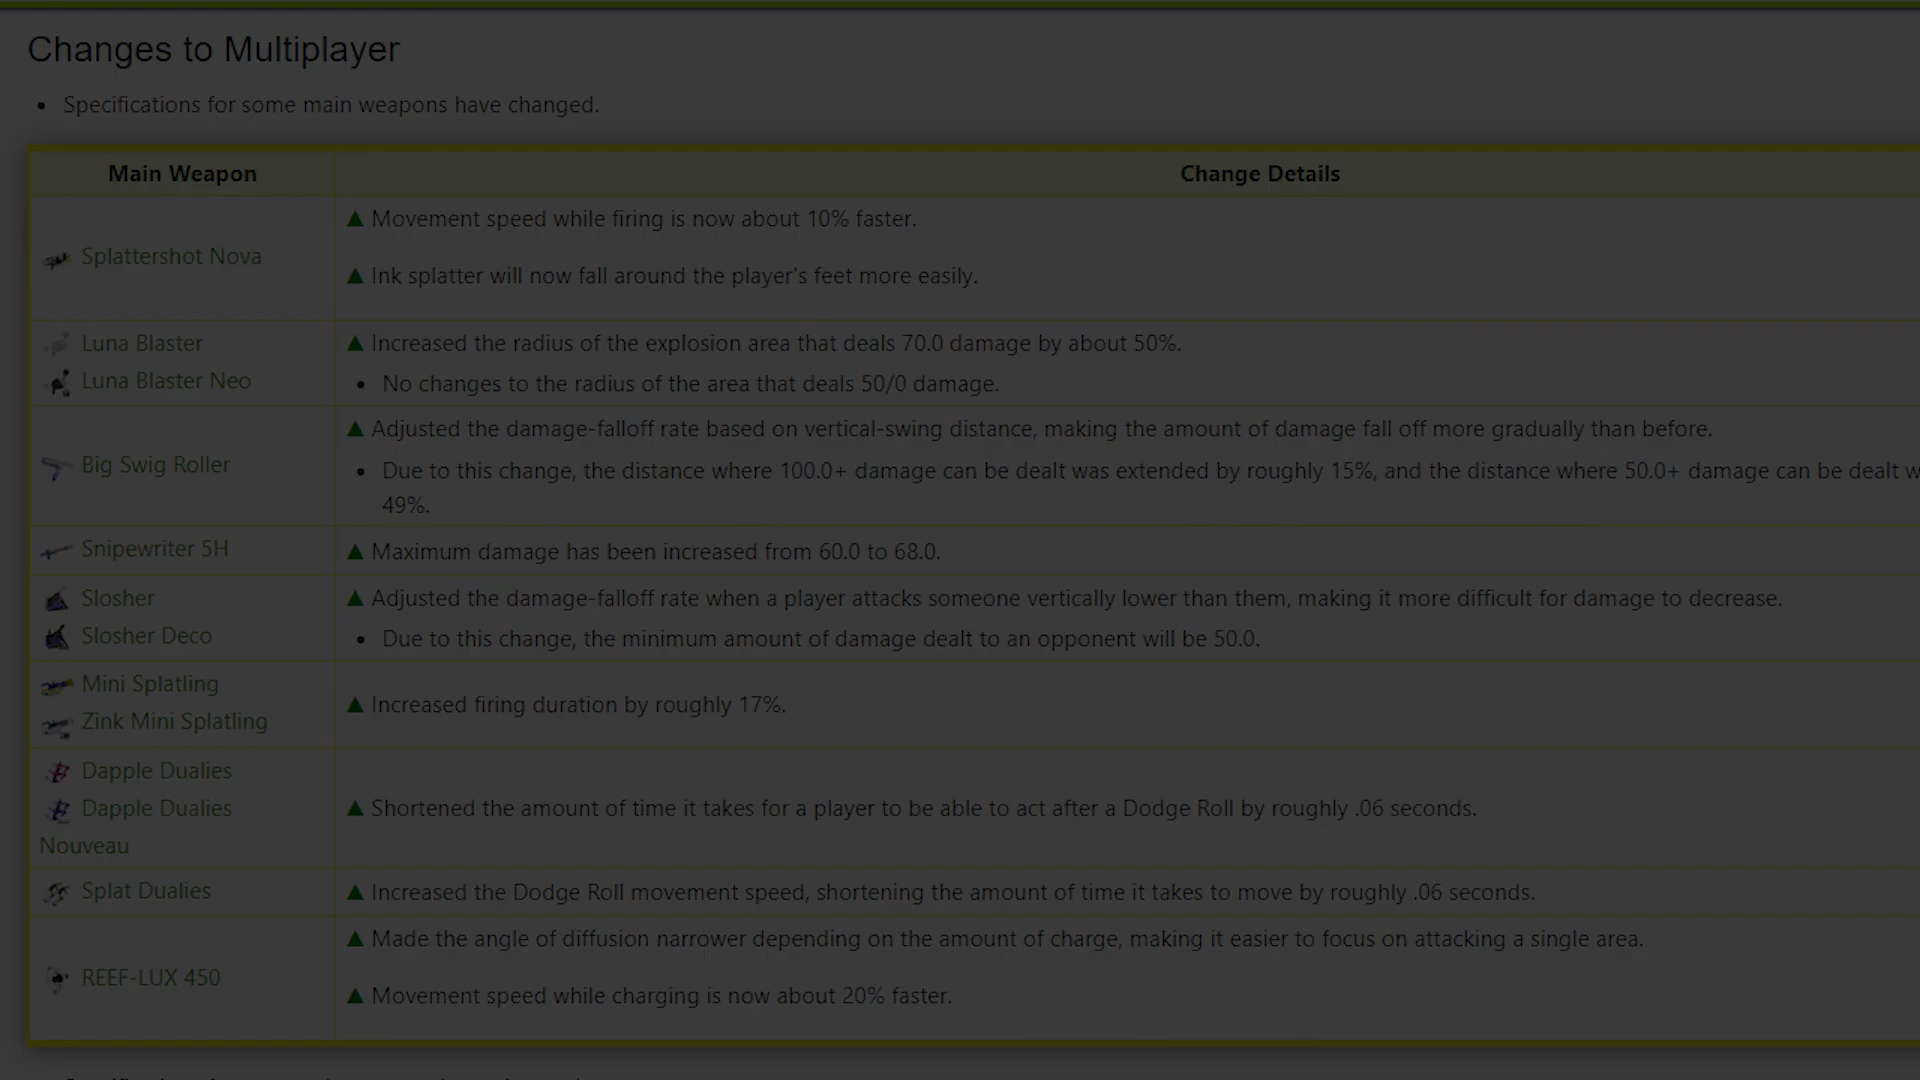 Changes to Multiplayer
• Specifications for some main weapons have changed.
Main Weapon
Change Details
Splattershot Nova
▲ Movement speed while firing is now about 10% faster.
▲ Ink splatter will now fall around the player's feet more easily.
Luna Blaster
Luna Blaster Neo
▲ Increased the radius of the explosion area that deals 70.0 damage by about 50%.
• No changes to the radius of the area that deals 50/0 damage.
Big Swig Roller
▲ Adjusted the damage-falloff rate based on vertical-swing distance, making the amount of damage fall off more gradually than before.
• Due to this change, the distance where 100.0+ damage can be dealt was extended by roughly 15%, and the distance where 50.0+ damage can be dealt w
49%.
Snipewriter 5H
▲ Maximum damage has been increased from 60.0 to 68.0.
Slosher
Slosher Deco
▲ Adjusted the damage-falloff rate when a player attacks someone vertically lower than them, making it more difficult for damage to decrease.
• Due to this change, the minimum amount of damage dealt to an opponent will be 50.0.
Mini Splatling
Zink Mini Splatling
▲ Increased firing duration by roughly 17%.
Dapple Dualies
Dapple Dualies
Nouveau
▲ Shortened the amount of time it takes for a player to be able to act after a Dodge Roll by roughly .06 seconds.
Splat Dualies
▲ Increased the Dodge Roll movement speed, shortening the amount of time it takes to move by roughly .06 seconds.
REEF-LUX 450
▲ Made the angle of diffusion narrower depending on the amount of charge, making it easier to focus on attacking a single area.
▲ Movement speed while charging is now about 20% faster.